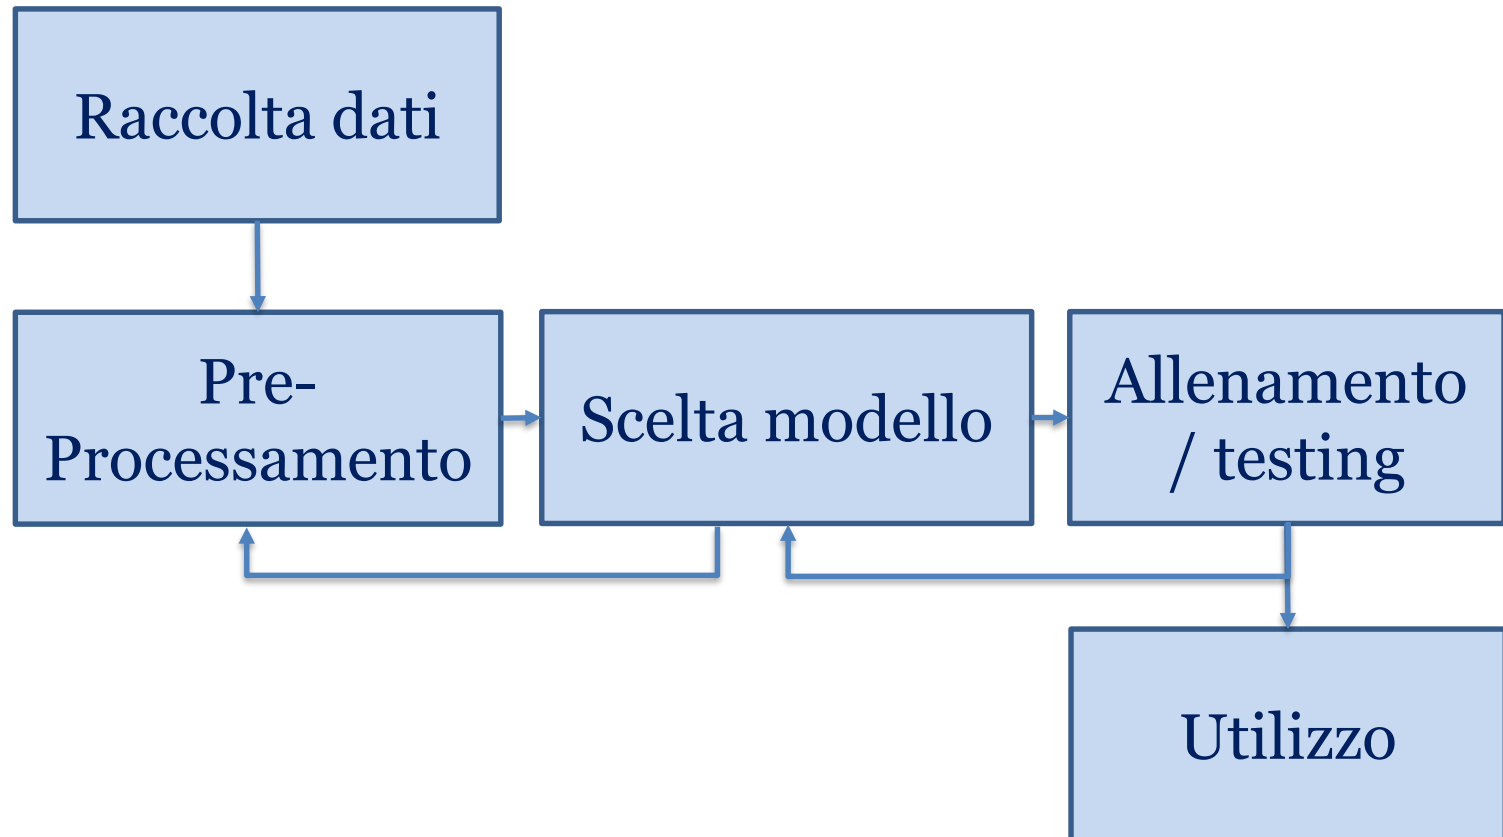 Raccolta dati
Pre-
Processamento
Scelta modello
Allenamento
/ testing
Utilizzo